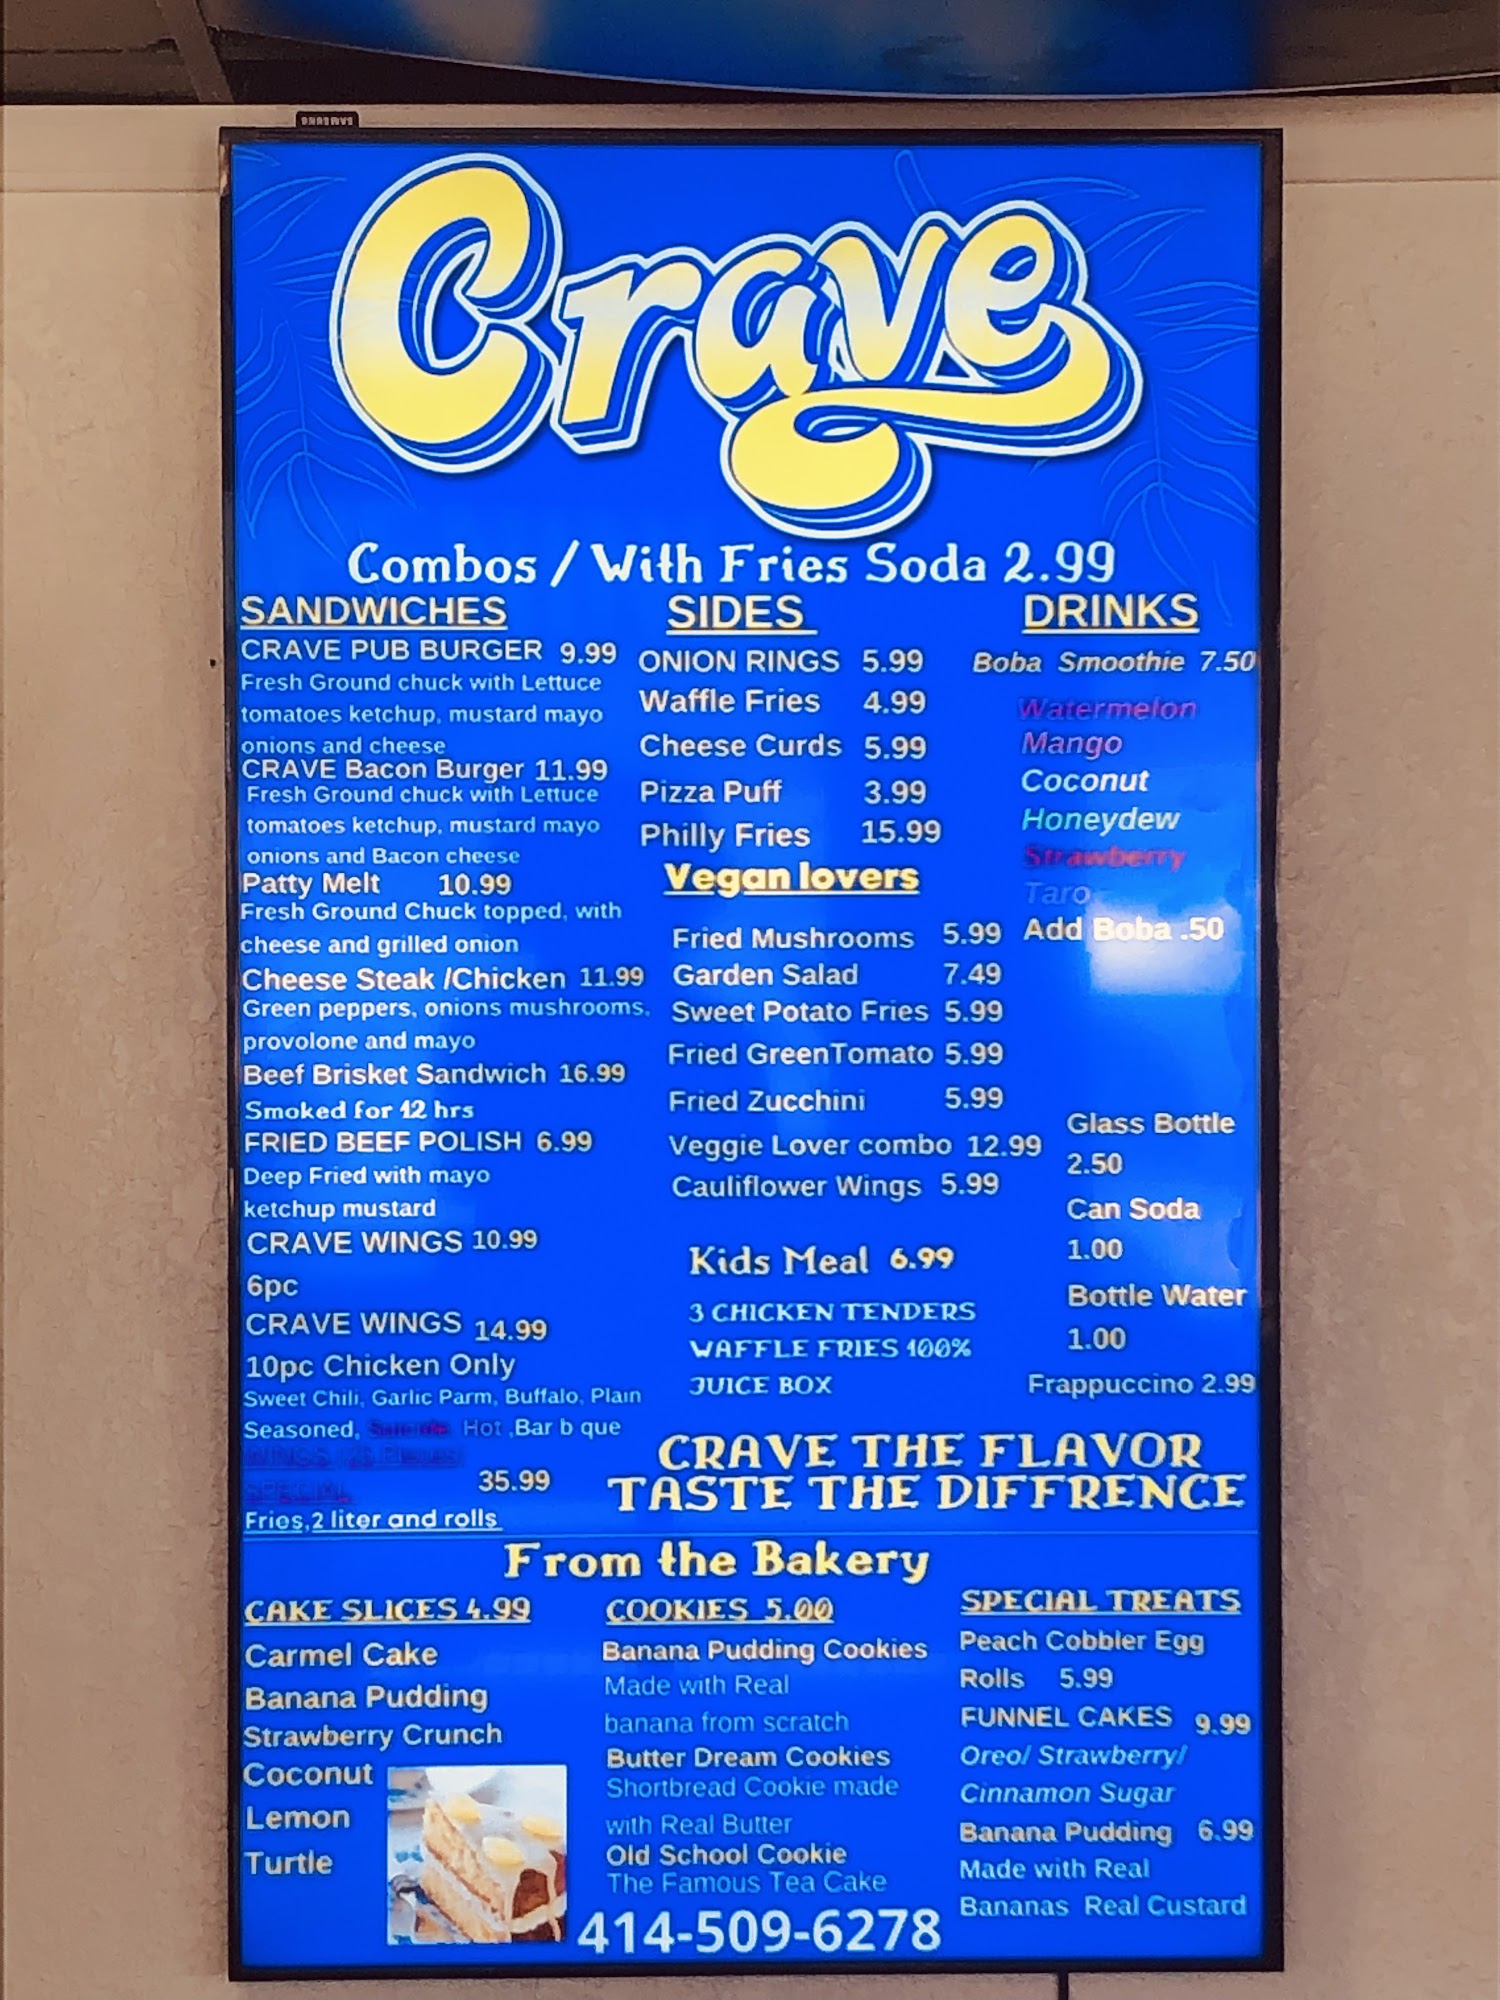 SAMSUNG
Crave
Combos / With Fries Soda 2.99
SANDWICHES
CRAVE PUB BURGER 9.99
Fresh Ground chuck with Lettuce
tomatoes ketchup, mustard mayo
onions and cheese
CRAVE Bacon Burger 11.99
Fresh Ground chuck with Lettuce
tomatoes ketchup, mustard mayo
onions and Bacon cheese
Patty Melt 10.99
Fresh Ground Chuck topped, with
cheese and grilled onion
Cheese Steak /Chicken 11.99
Green peppers, onions mushrooms,
provolone and mayo
Beef Brisket Sandwich 16.99
Smoked for 12 hrs
FRIED BEEF POLISH 6.99
Deep Fried with mayo
ketchup mustard
CRAVE WINGS 10.99
6pc
CRAVE WINGS 14.99
10pc Chicken Only
Sweet Chili, Garlic Parm, Buffalo, Plain
Seasoned, Hot ,Bar b que
WINGS
SPECIAL 35.99
Fries,2 liter and rolls
SIDES
ONION RINGS 5.99
Waffle Fries 4.99
Cheese Curds 5.99
Pizza Puff 3.99
Philly Fries 15.99
Vegan lovers
Fried Mushrooms 5.99
Garden Salad 7.49
Sweet Potato Fries 5.99
Fried GreenTomato 5.99
Fried Zucchini 5.99
Veggie Lover combo 12.99
Cauliflower Wings 5.99
Kids Meal 6.99
3 CHICKEN TENDERS
WAFFLE FRIES 100%
JUICE BOX
DRINKS
Boba Smoothie 7.50
Watermelon
Mango
Coconut
Honeydew
Strawberry
Taro
Add Boba .50
Glass Bottle
2.50
Can Soda
1.00
Bottle Water
1.00
Frappuccino 2.99
CRAVE THE FLAVOR
TASTE THE DIFFRENCE
From the Bakery
CAKE SLICES 4.99
Carmel Cake
Banana Pudding
Strawberry Crunch
Coconut
Lemon
Turtle
COOKIES 5.00
Banana Pudding Cookies
Made with Real
banana from scratch
Butter Dream Cookies
Shortbread Cookie made
with Real Butter
Old School Cookie
The Famous Tea Cake
SPECIAL TREATS
Peach Cobbler Egg
Rolls 5.99
FUNNEL CAKES 9.99
Oreo/ Strawberry/
Cinnamon Sugar
Banana Pudding 6.99
Made with Real
Bananas Real Custard
414-509-6278